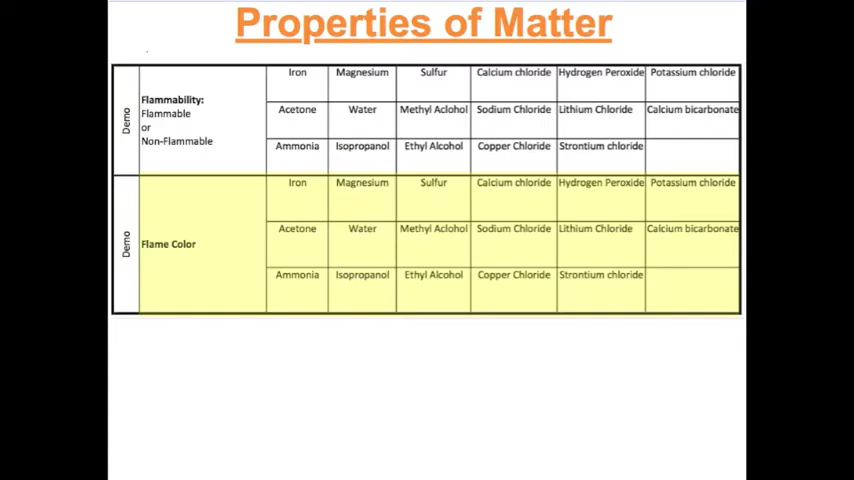 Properties of Matter
Demo
Flammability:
Flammable
or
Non-Flammable
Iron Magnesium Sulfur Calcium chloride Hydrogen Peroxide Potassium chloride
Acetone Water Methyl Aclohol Sodium Chloride Lithium Chloride Calcium bicarbonate
Ammonia Isopropanol Ethyl Alcohol Copper Chloride Strontium chloride
Demo
Flame Color
Iron Magnesium Sulfur Calcium chloride Hydrogen Peroxide Potassium chloride
Acetone Water Methyl Aclohol Sodium Chloride Lithium Chloride Calcium bicarbonate
Ammonia Isopropanol Ethyl Alcohol Copper Chloride Strontium chloride